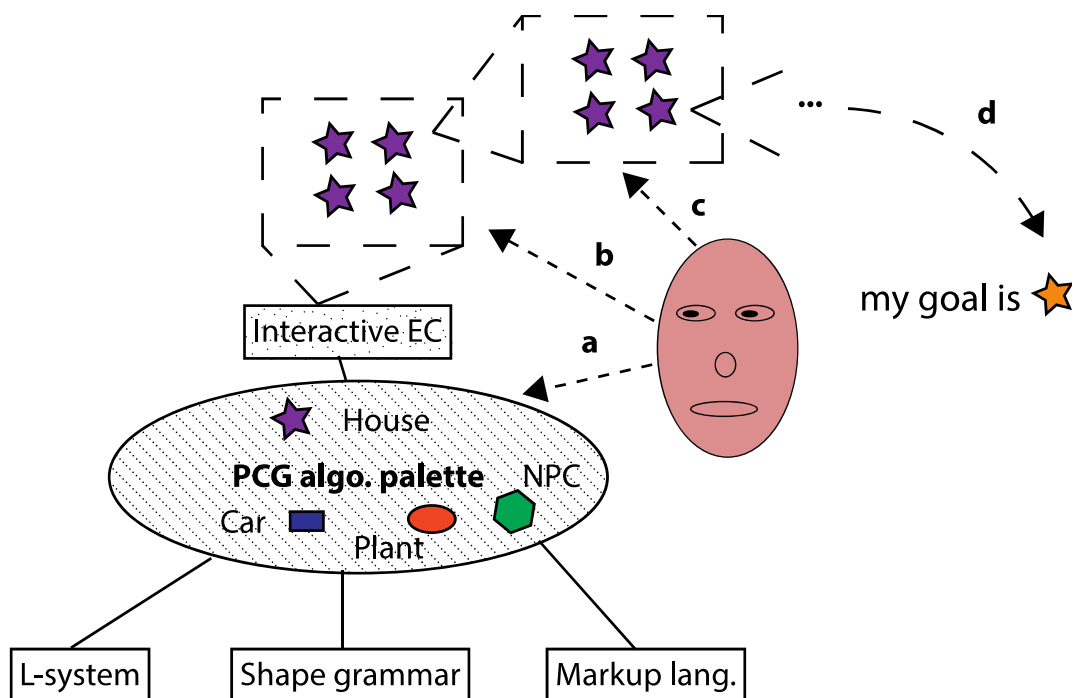 ...
d
c
b
my goal is
Interactive EC
a
House
PCG algo. palette
NPC
Car
Plant
L-system
Shape grammar
Markup lang.